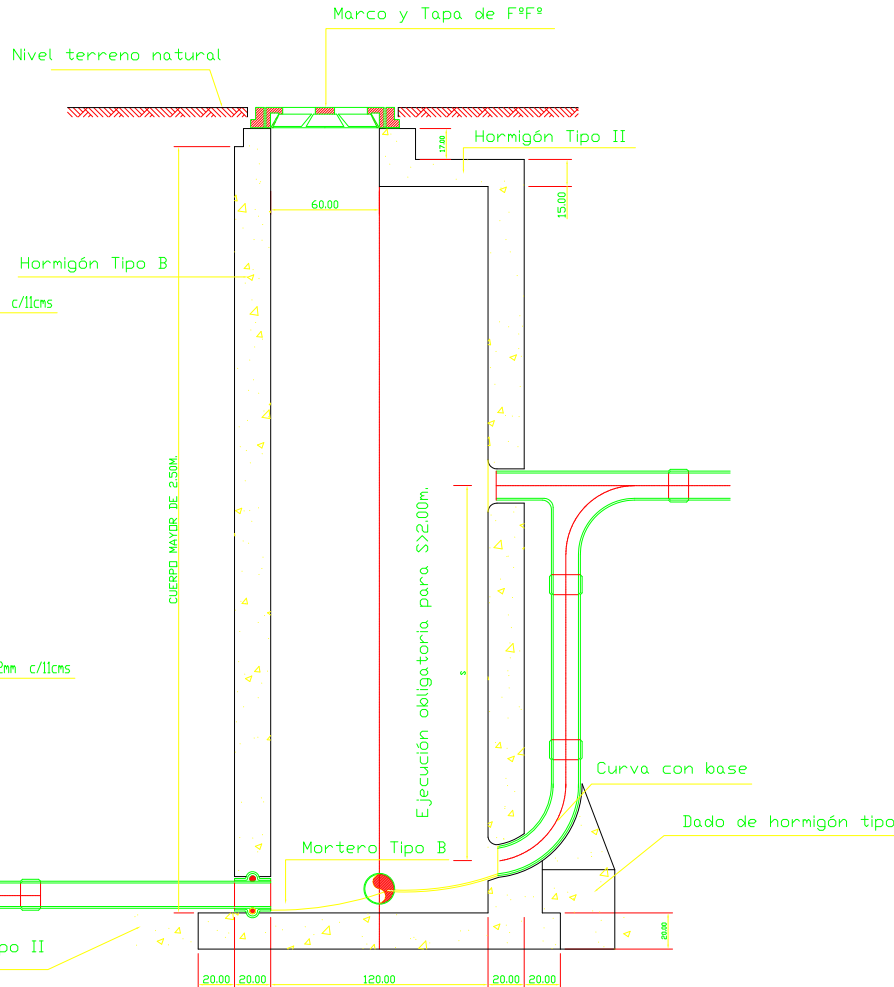 Marco y Tapa de FºFº
Nivel terreno natural
Hormigón Tipo II
17.00
15.00
60.00
Hormigón Tipo B
c/11cms
CUERPO MAYOR DE 2.50M.
Ejecución obligatoria para S>2.00m.
S
2mm c/11cms
Curva con base
Dado de hormigón tipo
Mortero Tipo B
po II
20.00
20.00 20.00 120.00 20.00 20.00